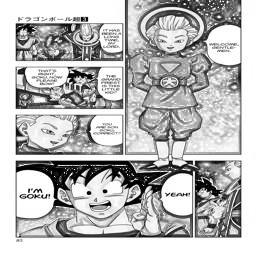 ドラゴンボール超 3
WELCOME,
GENTLE-
MEN.
IT HAS
BEEN A
LONG
TIME,
MY
LORD.
THE
GRAND
PRIEST
IS THIS
LITTLE
KID?
THAT'S
RIGHT,
GOKU. NOW
PLEASE
BOW!
YOU ARE
SON GOKU,
CORRECT?
YEAH!
I'M
GOKU!